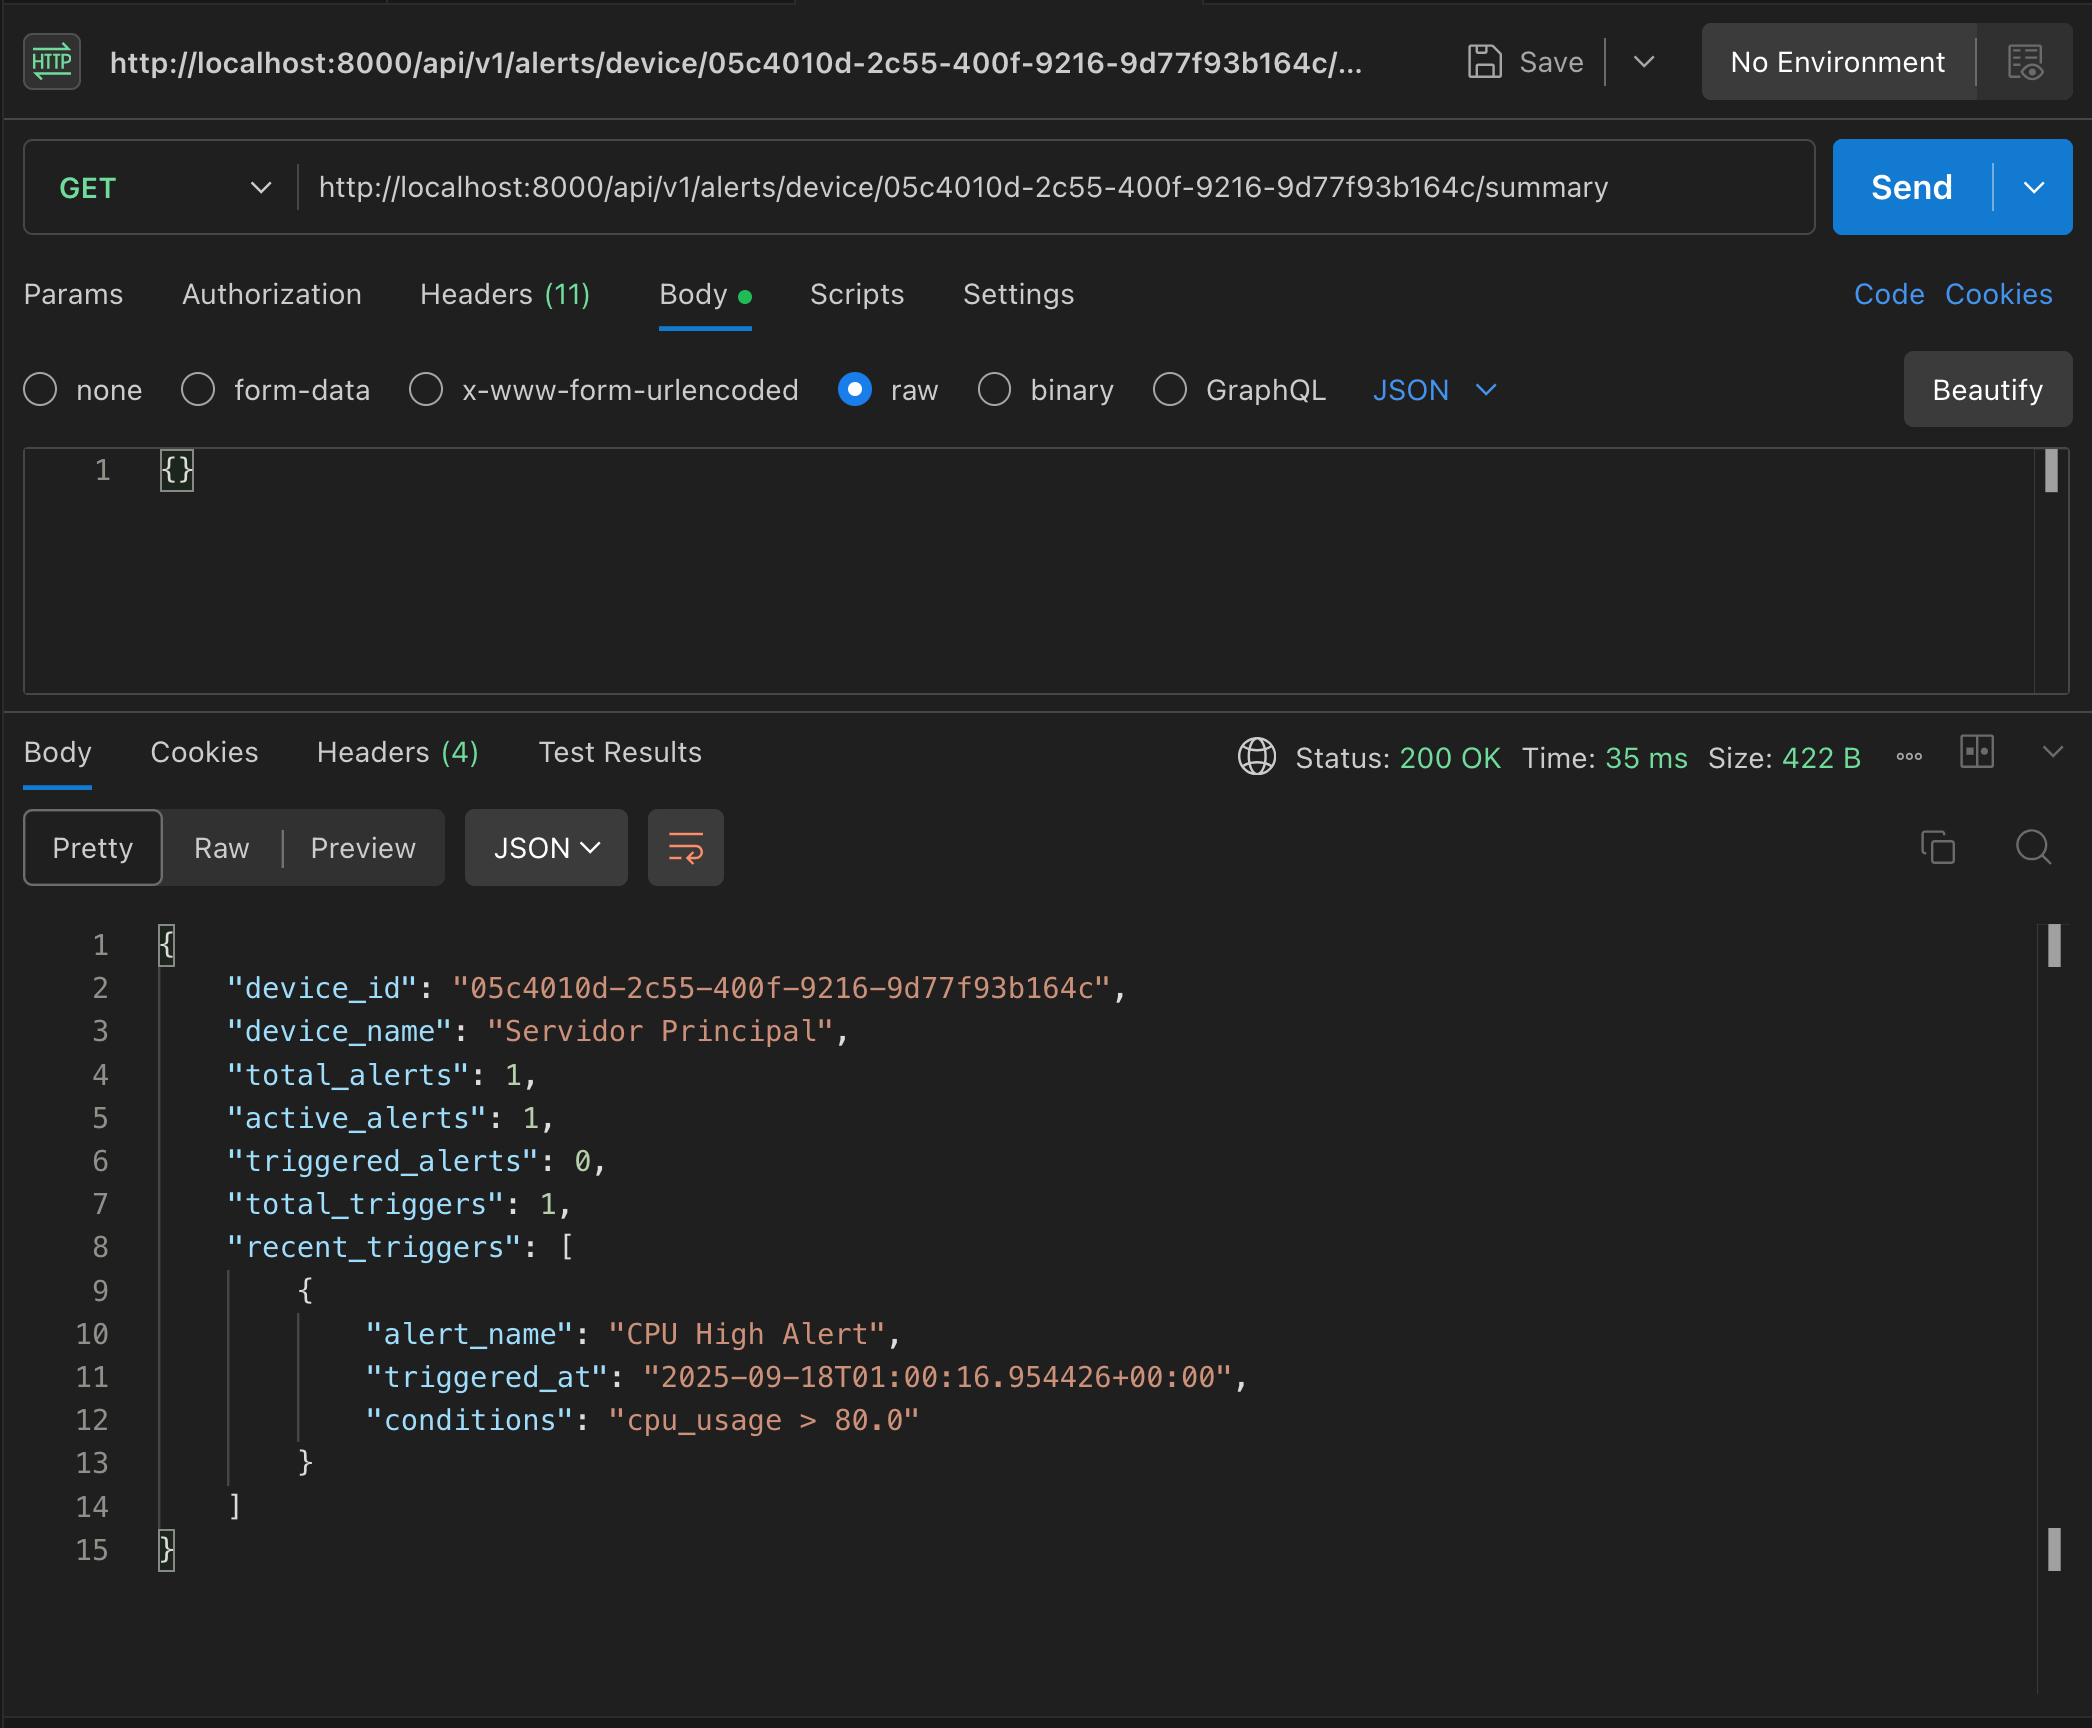 HTTP http://localhost:8000/api/v1/alerts/device/05c4010d-2c55-400f-9216-9d77f93b164c/... Save No Environment
GET http://localhost:8000/api/v1/alerts/device/05c4010d-2c55-400f-9216-9d77f93b164c/summary Send
Params Authorization Headers (11) Body Scripts Settings Code Cookies
none form-data x-www-form-urlencoded raw binary GraphQL JSON Beautify
1 {}
Body Cookies Headers (4) Test Results Status: 200 OK Time: 35 ms Size: 422 B
Pretty Raw Preview JSON
1 {
2 "device_id": "05c4010d-2c55-400f-9216-9d77f93b164c",
3 "device_name": "Servidor Principal",
4 "total_alerts": 1,
5 "active_alerts": 1,
6 "triggered_alerts": 0,
7 "total_triggers": 1,
8 "recent_triggers": [
9 {
10 "alert_name": "CPU High Alert",
11 "triggered_at": "2025-09-18T01:00:16.954426+00:00",
12 "conditions": "cpu_usage > 80.0"
13 }
14 ]
15 }